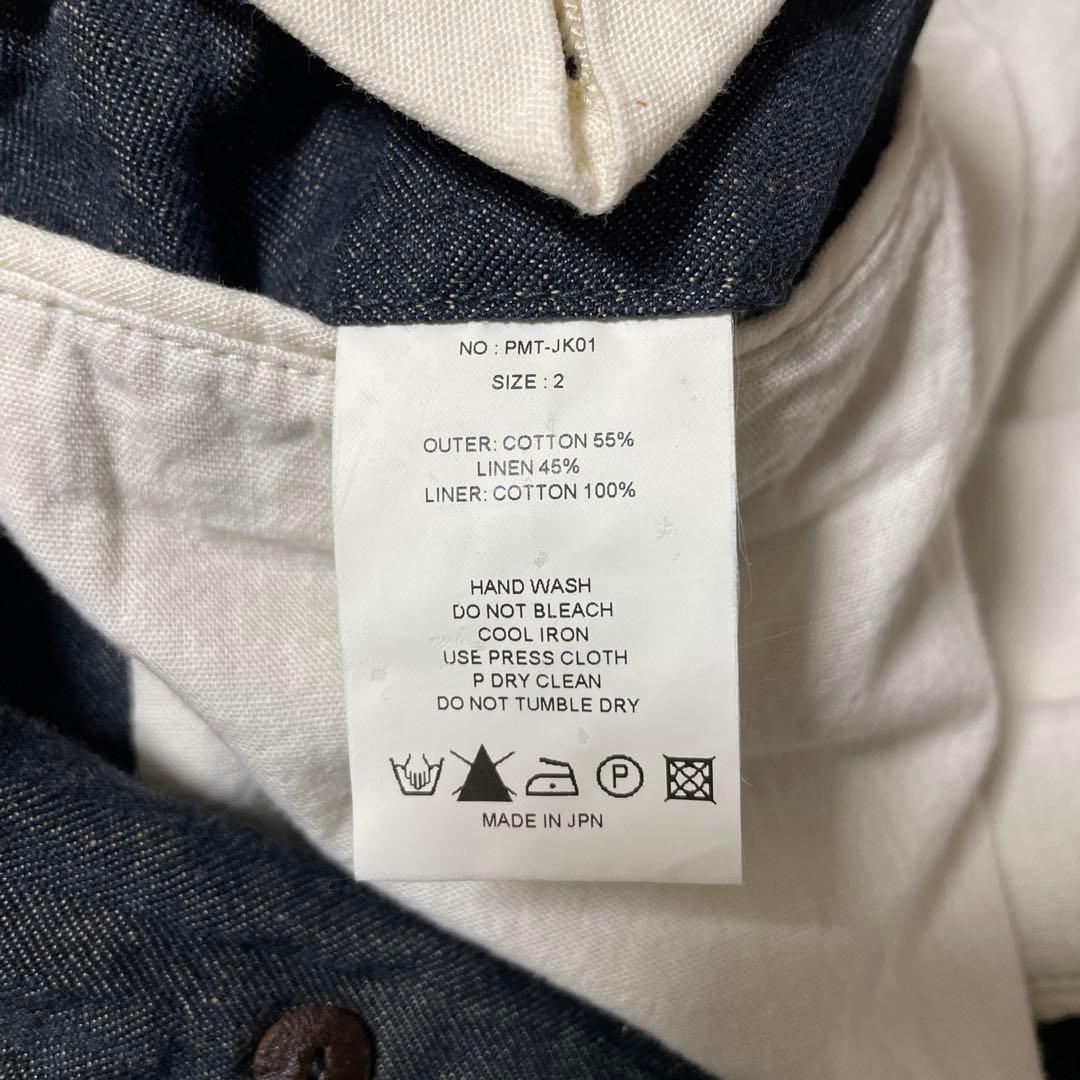 NO : PMT-JK01
SIZE : 2
OUTER: COTTON 55%
LINEN 45%
LINER: COTTON 100%
HAND WASH
DO NOT BLEACH
COOL IRON
USE PRESS CLOTH
P DRY CLEAN
DO NOT TUMBLE DRY
P
MADE IN JPN